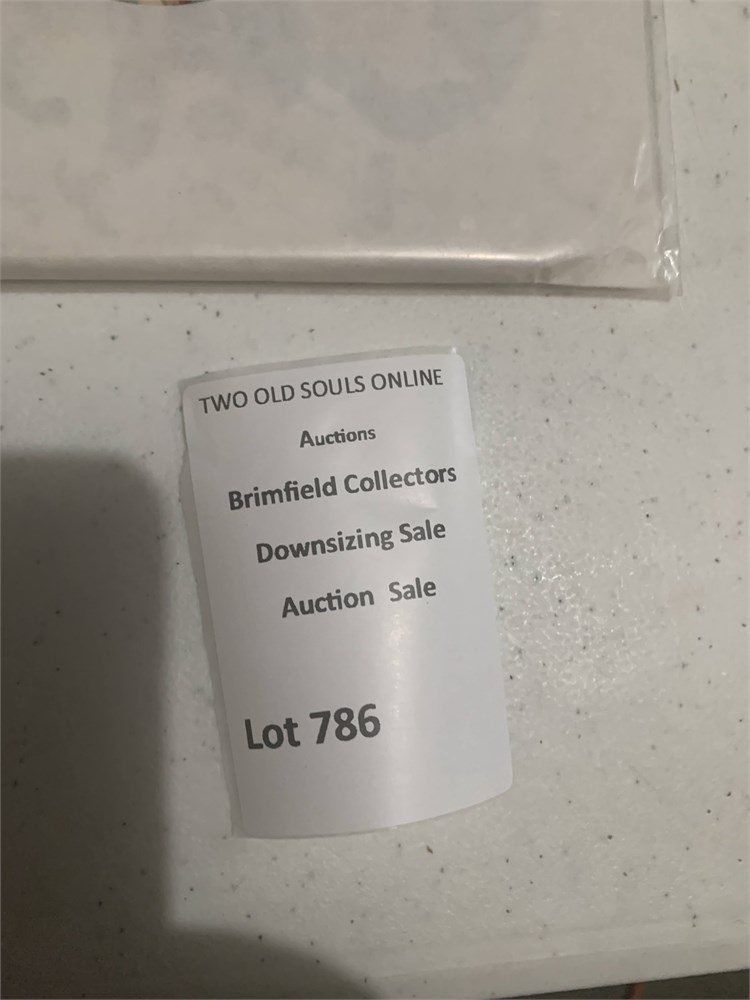 TWO OLD SOULS ONLINE
Auctions
Brimfield Collectors
Downsizing Sale
Auction Sale
Lot 786